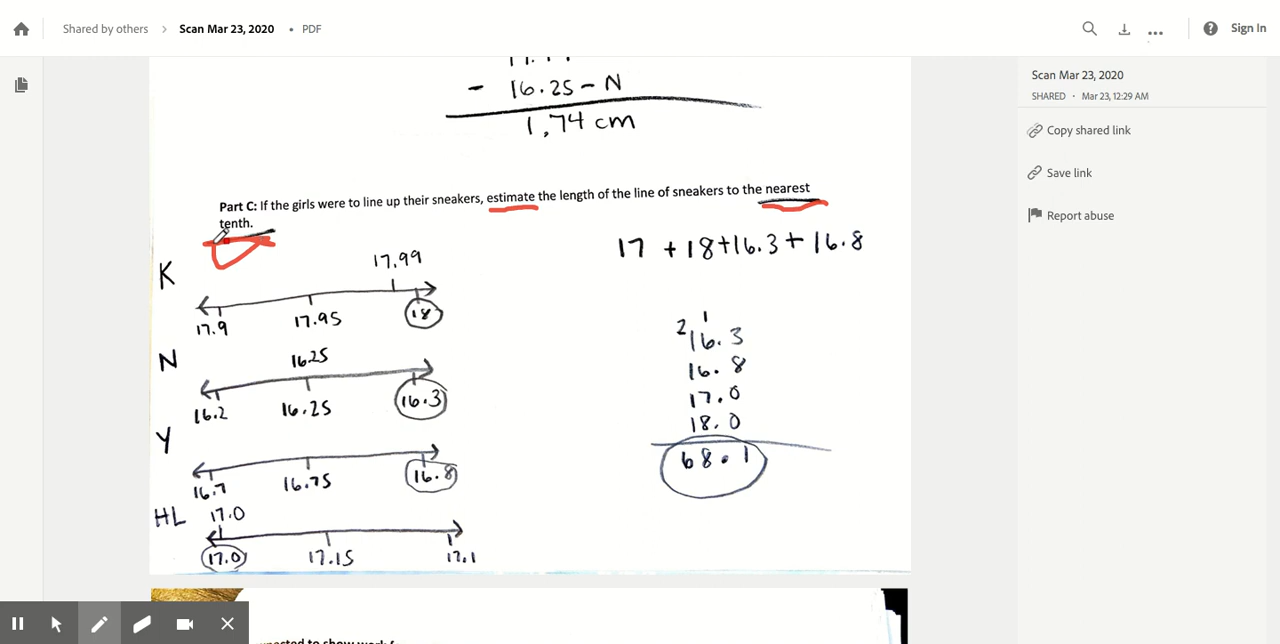 Shared by others > Scan Mar 23, 2020 • PDF
Sign In
Scan Mar 23, 2020
SHARED • Mar 23, 12:29 AM
Copy shared link
Save link
Report abuse
- 16.25 - N
1.74 cm
Part C: If the girls were to line up their sneakers, estimate the length of the line of sneakers to the nearest
tenth.
17 + 18 + 16.3 + 16.8
K
17.99
17.9 17.95 18
N
16.25
16.2 16.25 16.3
Y
16.7 16.75 16.8
HL
17.0
17.0 17.15 17.1
2 1
16.3
16.8
17.0
18.0
68.1